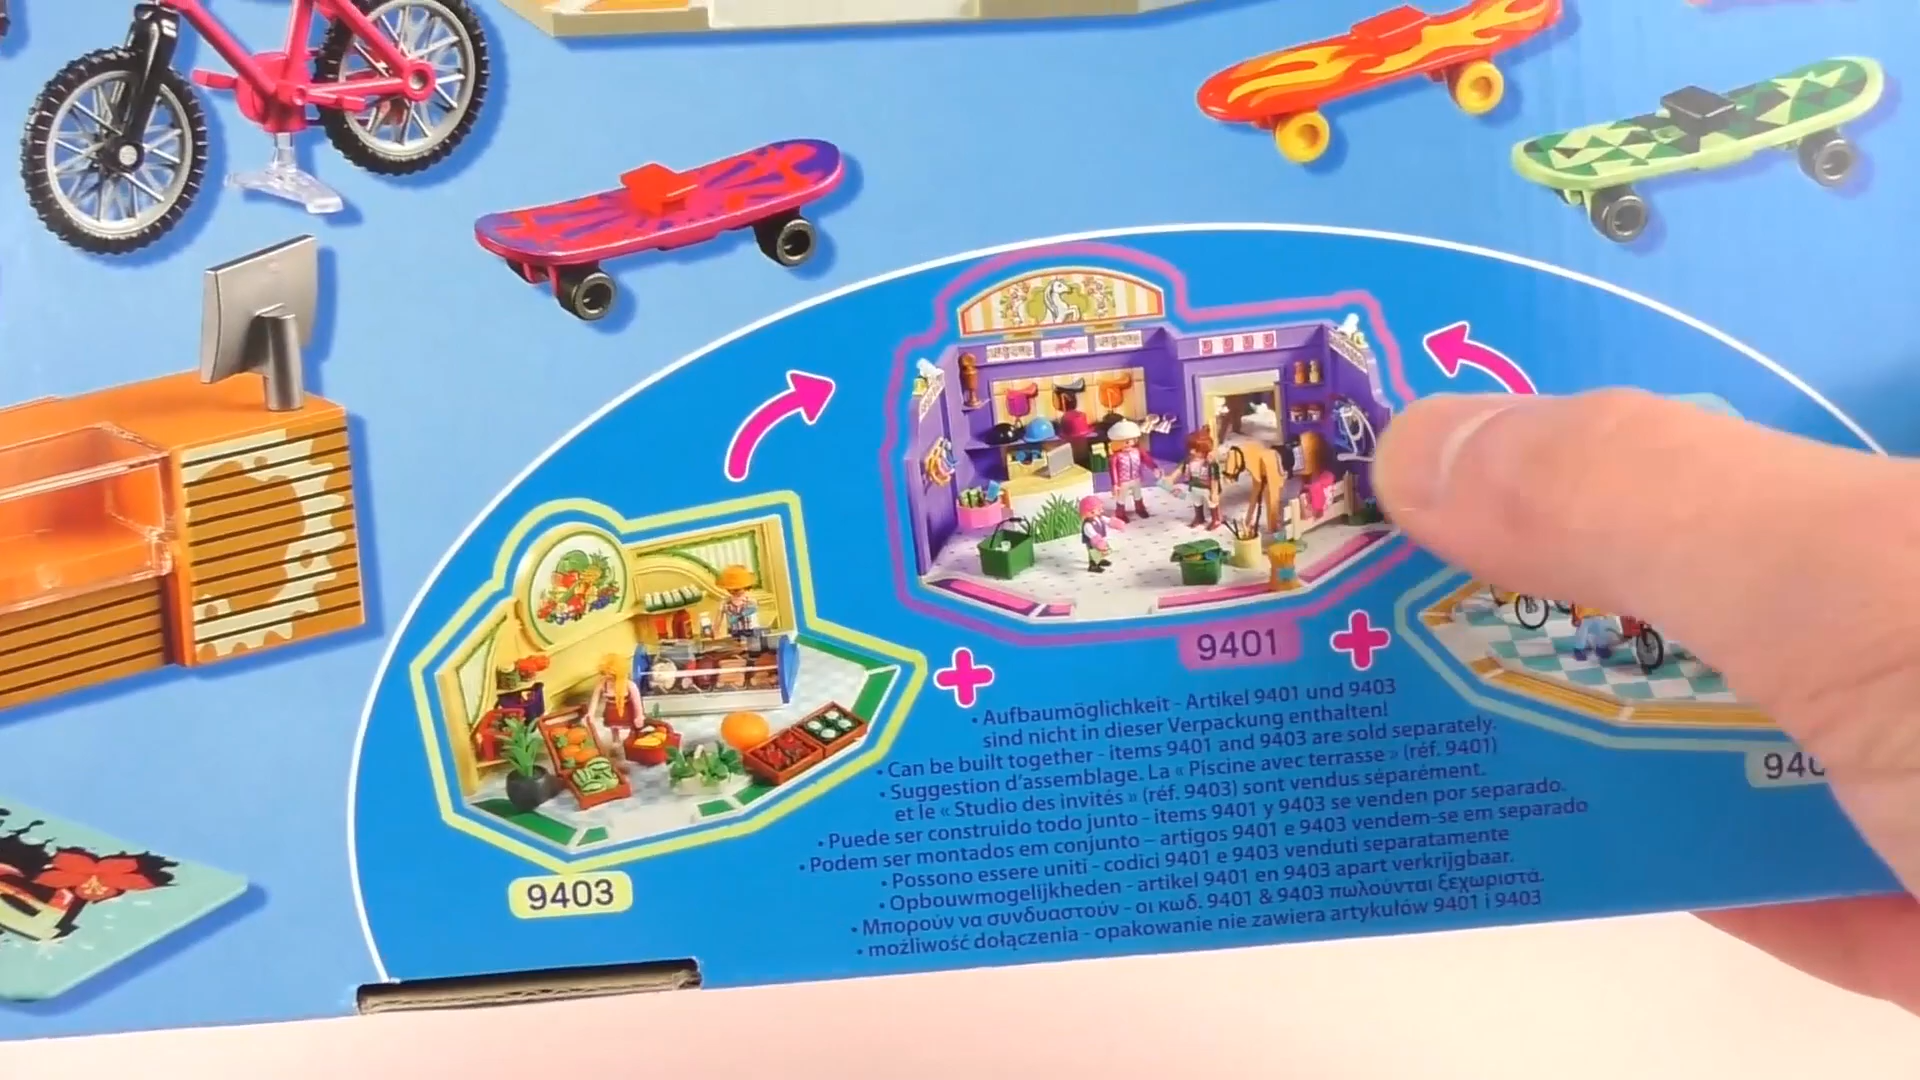 9401
• Aufbaumöglichkeit - Artikel 9401 und 9403
sind nicht in dieser Verpackung enthalten!
• Can be built together - items 9401 and 9403 are sold separately.
• Suggestion d'assemblage. La « Piscine avec terrasse » (réf. 9401)
et le « Studio des invités » (réf. 9403) sont vendus séparément.
• Puede ser construido todo junto - items 9401 y 9403 se venden por separado.
• Podem ser montados em conjunto – artigos 9401 e 9403 vendem-se em separado
• Possono essere uniti - codici 9401 e 9403 venduti separatamente
• Opbouwmogelijkheden - artikel 9401 en 9403 apart verkrijgbaar.
• Μπορούν να συνδυαστούν - οι κωδ. 9401 & 9403 πωλούνται ξεχωριστά.
• możliwość dołączenia - opakowanie nie zawiera artykułów 9401 i 9403
9403
940